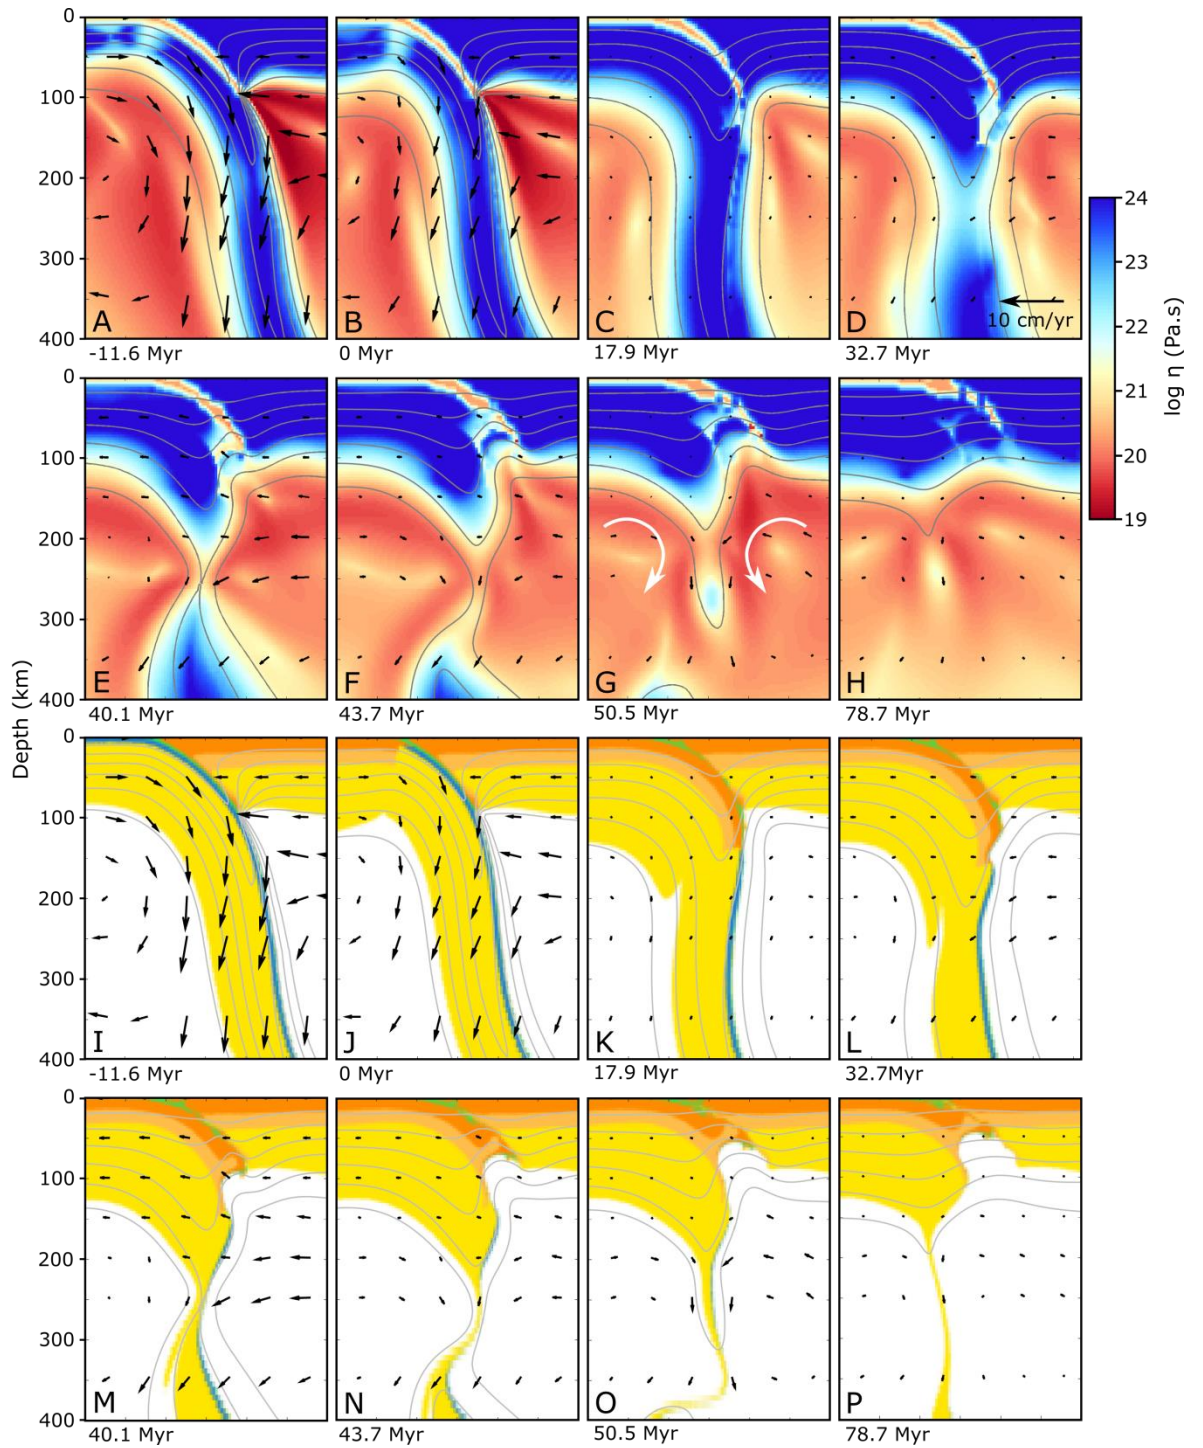 0
100
200
300
400
A
B
C
D
10 cm/yr
-11.6 Myr
0 Myr
17.9 Myr
32.7 Myr
24
23
22
21
20
19
log η (Pa.s)
0
100
200
300
400
E
F
G
H
40.1 Myr
43.7 Myr
50.5 Myr
78.7 Myr
Depth (km)
0
100
200
300
400
I
J
K
L
-11.6 Myr
0 Myr
17.9 Myr
32.7Myr
0
100
200
300
400
M
N
O
P
40.1 Myr
43.7 Myr
50.5 Myr
78.7 Myr